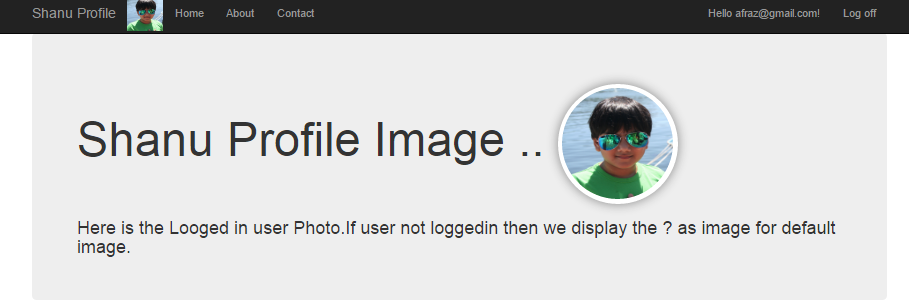 Shanu Profile Home About Contact Hello afraz@gmail.com! Log off
Shanu Profile Image ..
Here is the Looged in user Photo.If user not loggedin then we display the ? as image for default
image.